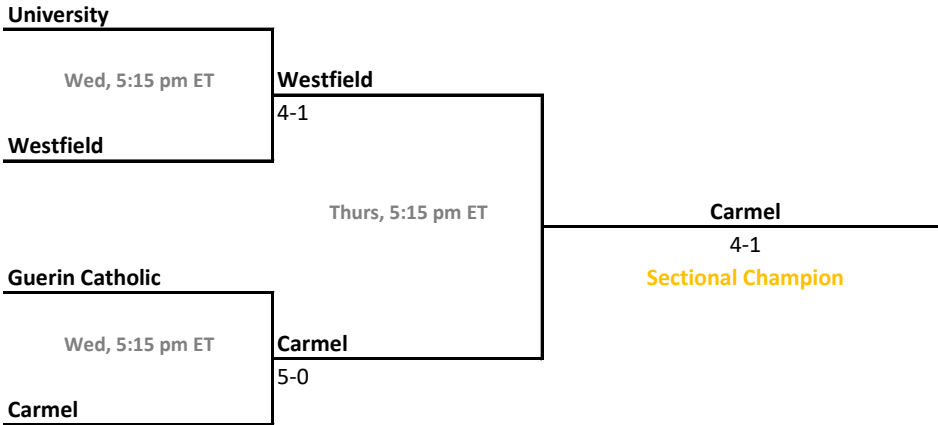 University
Wed, 5:15 pm ET
Westfield
4-1
Westfield
Thurs, 5:15 pm ET
Carmel
4-1
Sectional Champion
Guerin Catholic
Wed, 5:15 pm ET
Carmel
5-0
Carmel